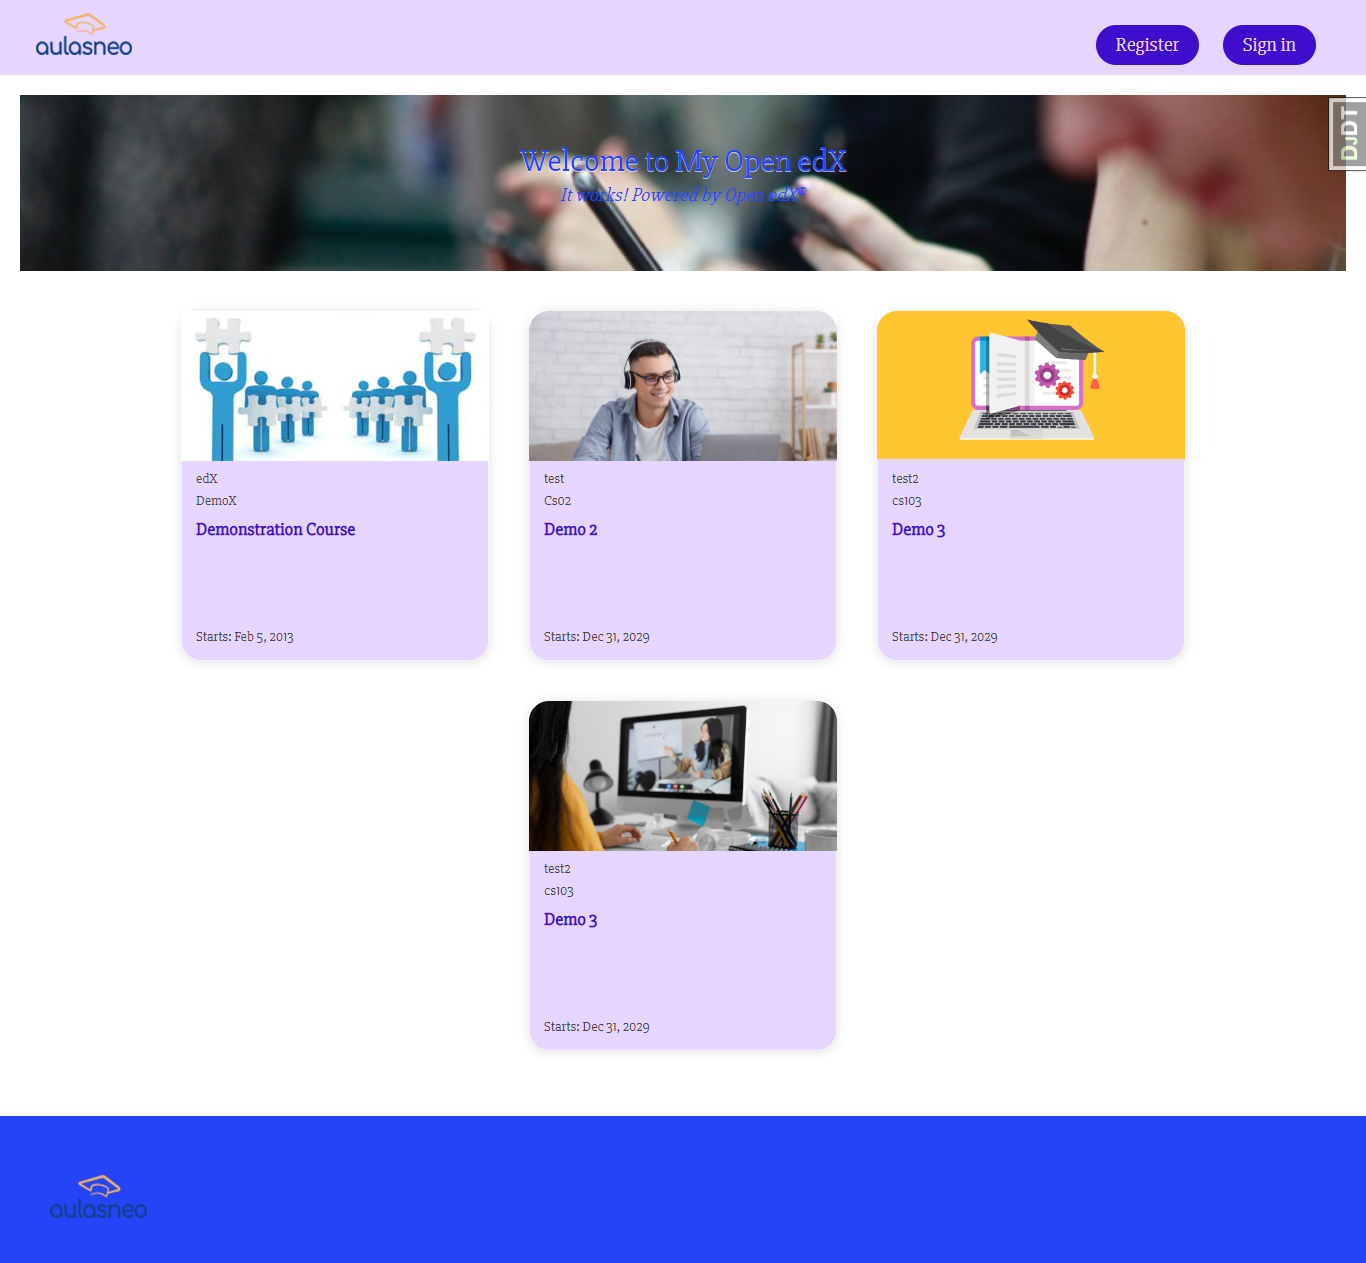 aulasneo
Register
Sign in
DJDT
Welcome to My Open edX
It works! Powered by Open edX®
edX
DemoX
Demonstration Course
Starts: Feb 5, 2013
test
Cs02
Demo 2
Starts: Dec 31, 2029
test2
cs103
Demo 3
Starts: Dec 31, 2029
test2
cs103
Demo 3
Starts: Dec 31, 2029
aulasneo